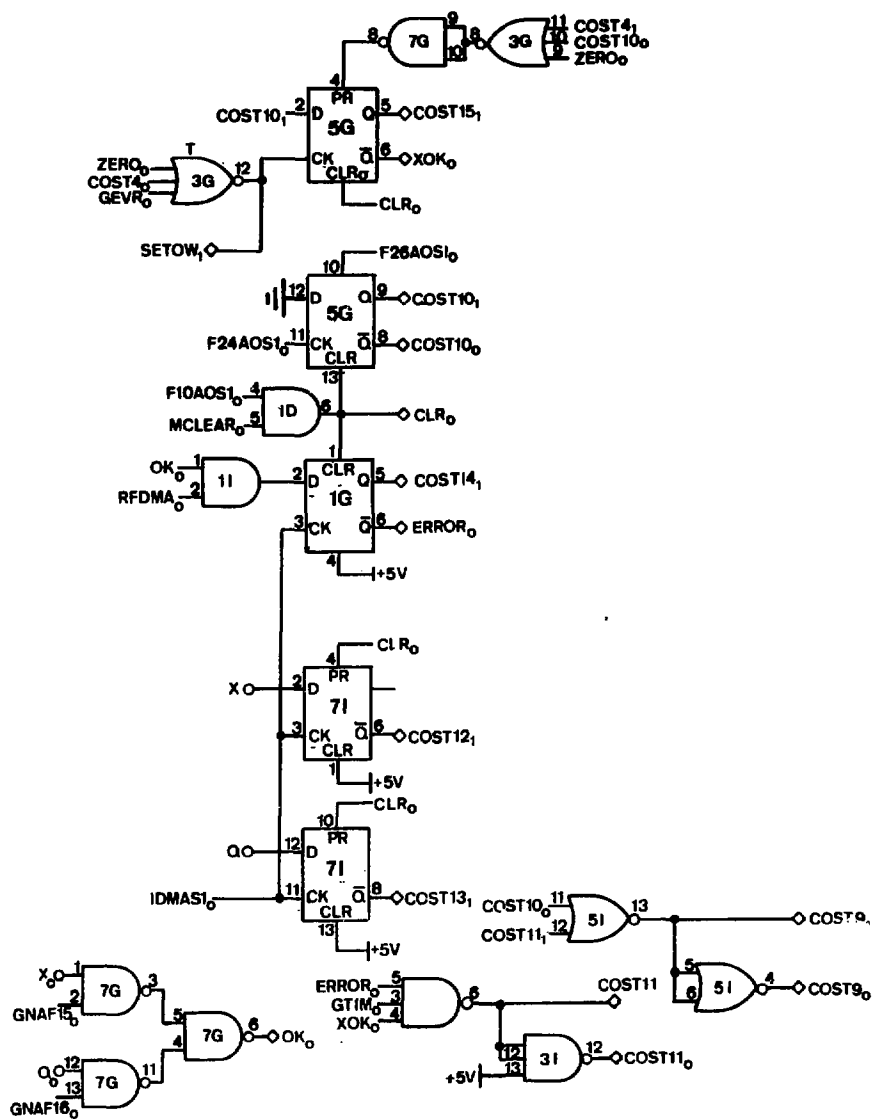 9
8 7G 8 3G 11 COST4₁
10 10 COST10₀
9 ZERO₀
4
PR
COST10₁ 2 D Q 5 COST15₁
5G
Q̅ 6 XOK₀
CK
CLR₀
CLR₀
T
ZERO₀
COST4₀ 3G 12
GEVR₀
SETOW₁
F26AOS1₀
10
12 D Q 9 COST10₁
5G
F24AOS1₀ 11 CK Q̅ 8 COST10₀
CLR
13
F10AOS1₀ 4
1D 6 CLR₀
MCLEAR₀ 5
1
CLR
OK₀ 1
1I 2 D Q 5 COST14₁
RFDMA₀ 2
1G
3 CK Q̅ 6 ERROR₀
4
+5V
CLR₀
4
PR
X 2 D
7I
3 CK Q̅ 6 COST12₁
CLR
1
+5V
CLR₀
10
PR
Q 12 D
7I
IDMAS1₀ 11 CK Q̅ 8 COST13₁
CLR
13
+5V
COST10₀ 11
5I 13 COST9₁
COST11₁ 12
5
6 5I 4 COST9₀
X₀ 1
7G 3
GNAF15₀ 2
5
4 7G 6 OK₀
Q₀ 12
7G 11
GNAF16₀ 13
ERROR₀ 5
GTIM₀ 3 6 COST11
XOK₀ 4
12
+5V 13 3I 12 COST11₀